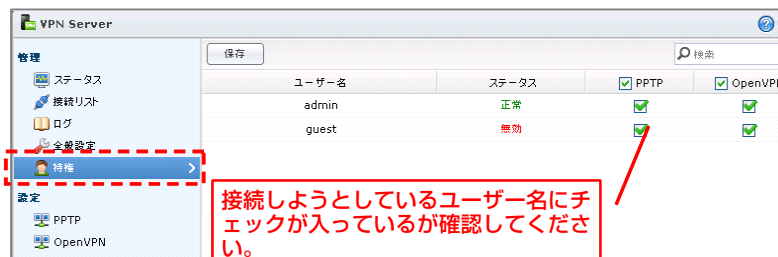 VPN Server
管理
ステータス
接続リスト
ログ
全般設定
特権
設定
PPTP
OpenVPN
保存
検索
ユーザー名 ステータス PPTP OpenVP
admin 正常
guest 無効
接続しようとしているユーザー名にチ
ェックが入っているが確認してくださ
い。